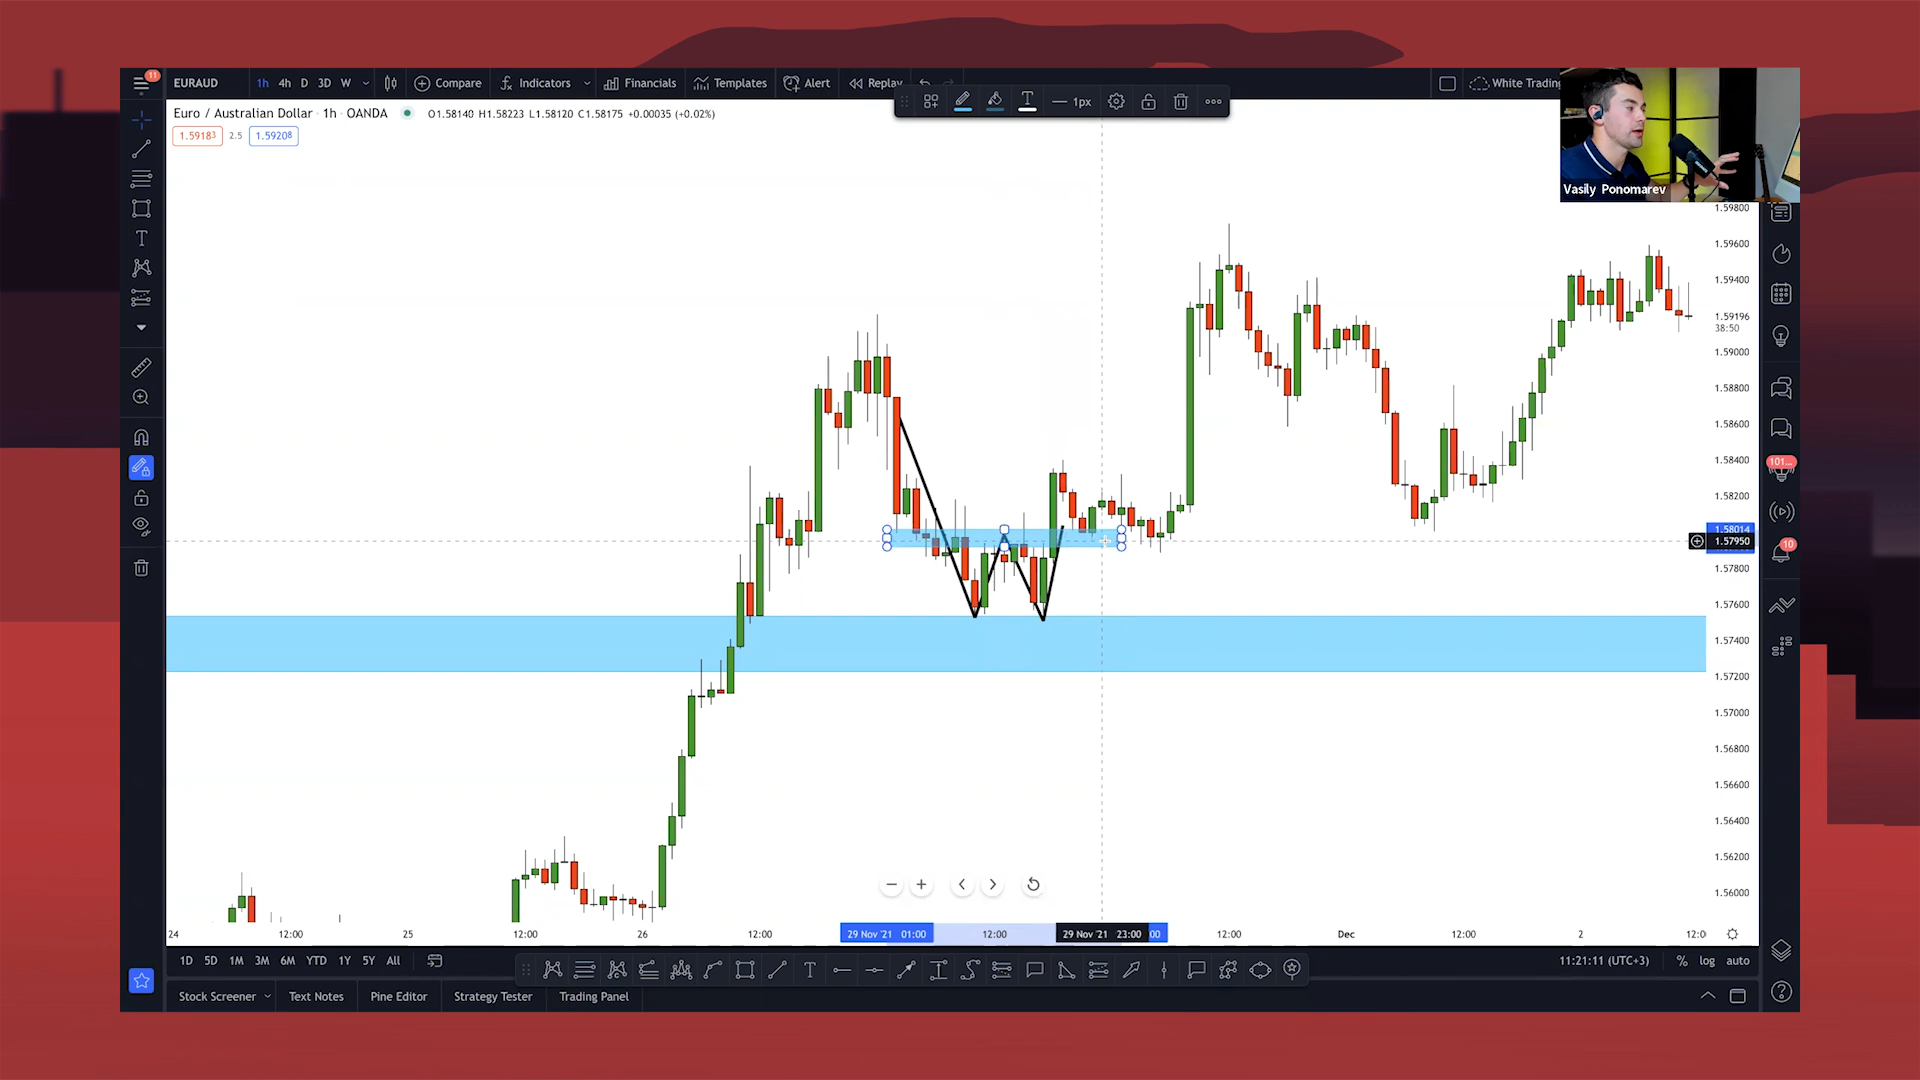 11
EURAUD
1h 4h D 3D W
Compare
Indicators
Financials
Templates
Alert
Replay
White Trading
1px
Euro / Australian Dollar · 1h · OANDA
O1.58140 H1.58223 L1.58120 C1.58175 +0.00035 (+0.02%)
1.59183 2.5 1.59208
Vasily Ponomarev
1.59800
1.59600
1.59400
1.59196
38:50
1.59000
1.58800
1.58600
1.58400
1.58200
1.58014
1.57950
1.57800
1.57600
1.57400
1.57200
1.57000
1.56800
1.56600
1.56400
1.56200
1.56000
101...
10
24 12:00 25 12:00 26 12:00 29 Nov '21 01:00 12:00 29 Nov '21 23:00 :00 12:00 Dec 12:00 2 12:0
1D 5D 1M 3M 6M YTD 1Y 5Y All
T
11:21:11 (UTC+3) % log auto
Stock Screener Text Notes Pine Editor Strategy Tester Trading Panel